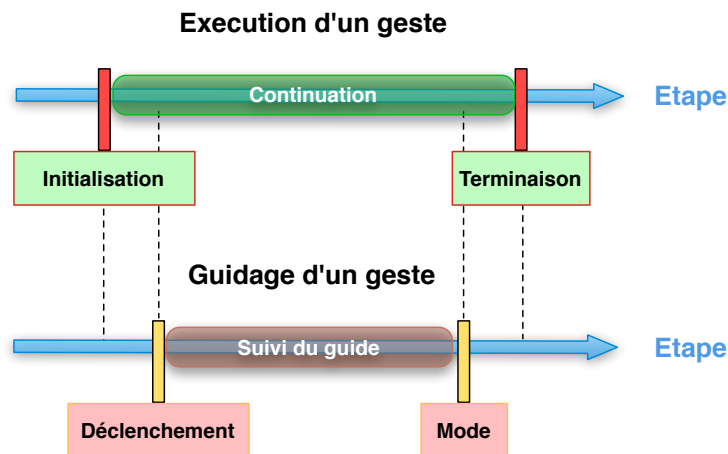 Execution d'un geste
Continuation
Etape
Initialisation
Terminaison
Guidage d'un geste
Suivi du guide
Etape
Déclenchement
Mode